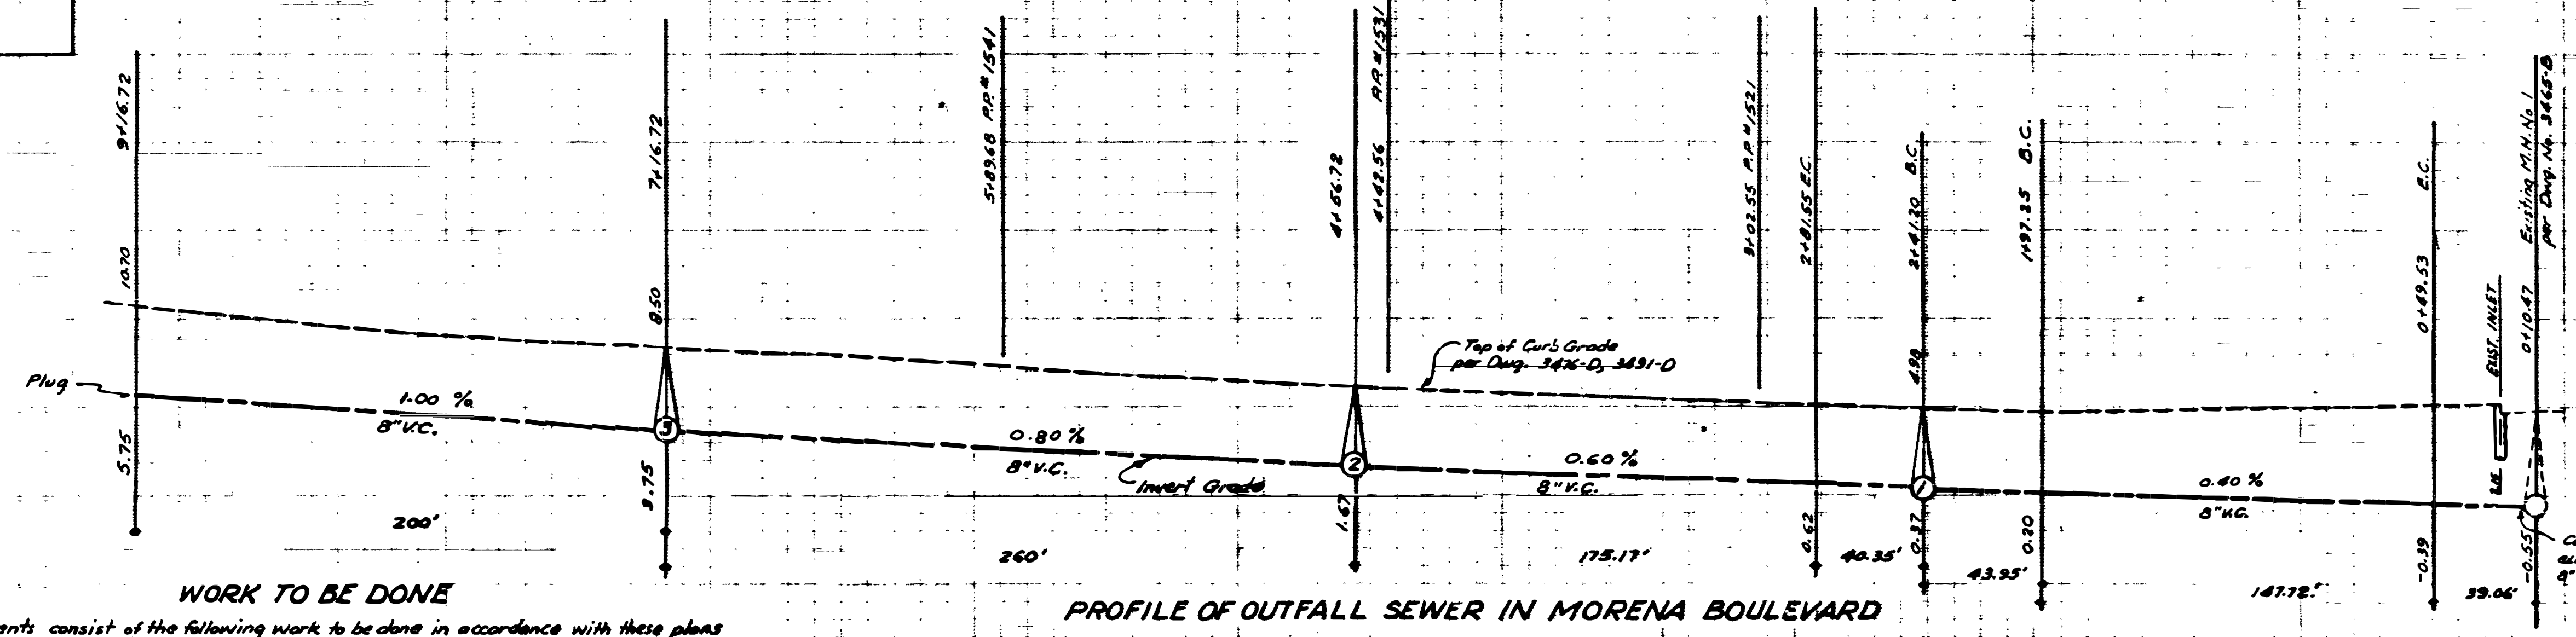 9+16.72
7+16.72
5+89.68 P.P.# 1541
4+56.72
4+42.56 P.P.#1531
3+02.55 P.P.#1521
2+81.55 E.C.
2+41.20 B.C.
1+97.25 B.C.
0+49.53 E.C.
0+10.47 Existing M.H. No 1
per Dwg. No. 3465-B
EXIST. INLET
10.70
8.50
4.98
Top of Curb Grade
per Dwg. 3476-D, 3491-D
Plug
1.00 %
8" V.C.
3
0.80 %
8" V.C.
Invert Grade
2
0.60 %
8" V.C.
1
0.40 %
8" V.C.
5.75
3.75
1.67
0.62
0.37
0.20
-0.39
-0.55
200'
260'
175.17'
40.35'
43.95'
147.72'
39.06'
WORK TO BE DONE
PROFILE OF OUTFALL SEWER IN MORENA BOULEVARD
consist of the following work to be done in accordance with these plans